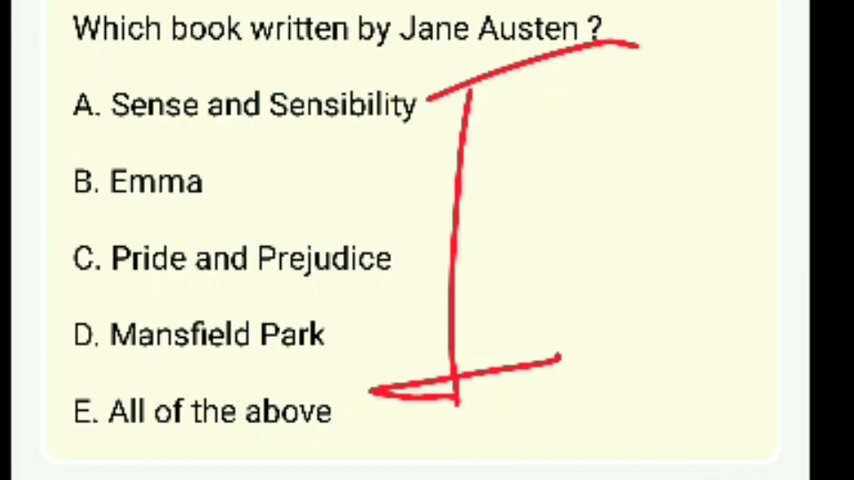 Which book written by Jane Austen ?
A. Sense and Sensibility
B. Emma
C. Pride and Prejudice
D. Mansfield Park
E. All of the above